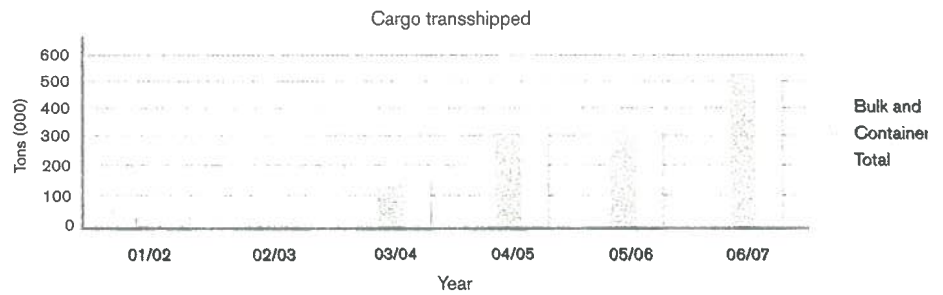 Cargo transshipped
600
500
400
300
200
100
0
Tons (000)
01/02 02/03 03/04 04/05 05/06 06/07
Year
Bulk and
Container
Total